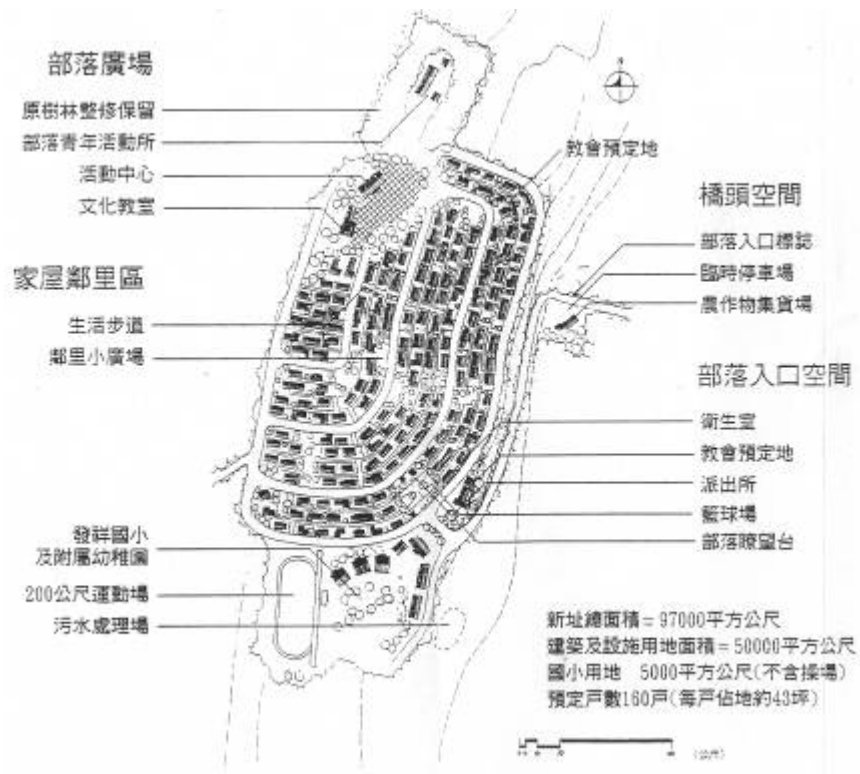 部落廣場
原樹林整修保留
部落青年活動所
活動中心
文化教室
家屋鄰里區
生活步道
鄰里小廣場
發祥國小
及附屬幼稚園
200公尺運動場
污水處理場
N
教會預定地
橋頭空間
部落入口標誌
臨時停車場
農作物集貨場
部落入口空間
衛生室
教會預定地
派出所
籃球場
部落瞭望台
新址總面積=97000平方公尺
建築及設施用地面積=50000平方公尺
國小用地 5000平方公尺(不含操場)
預定戶數160戶(每戶佔地約43坪)
(公尺)